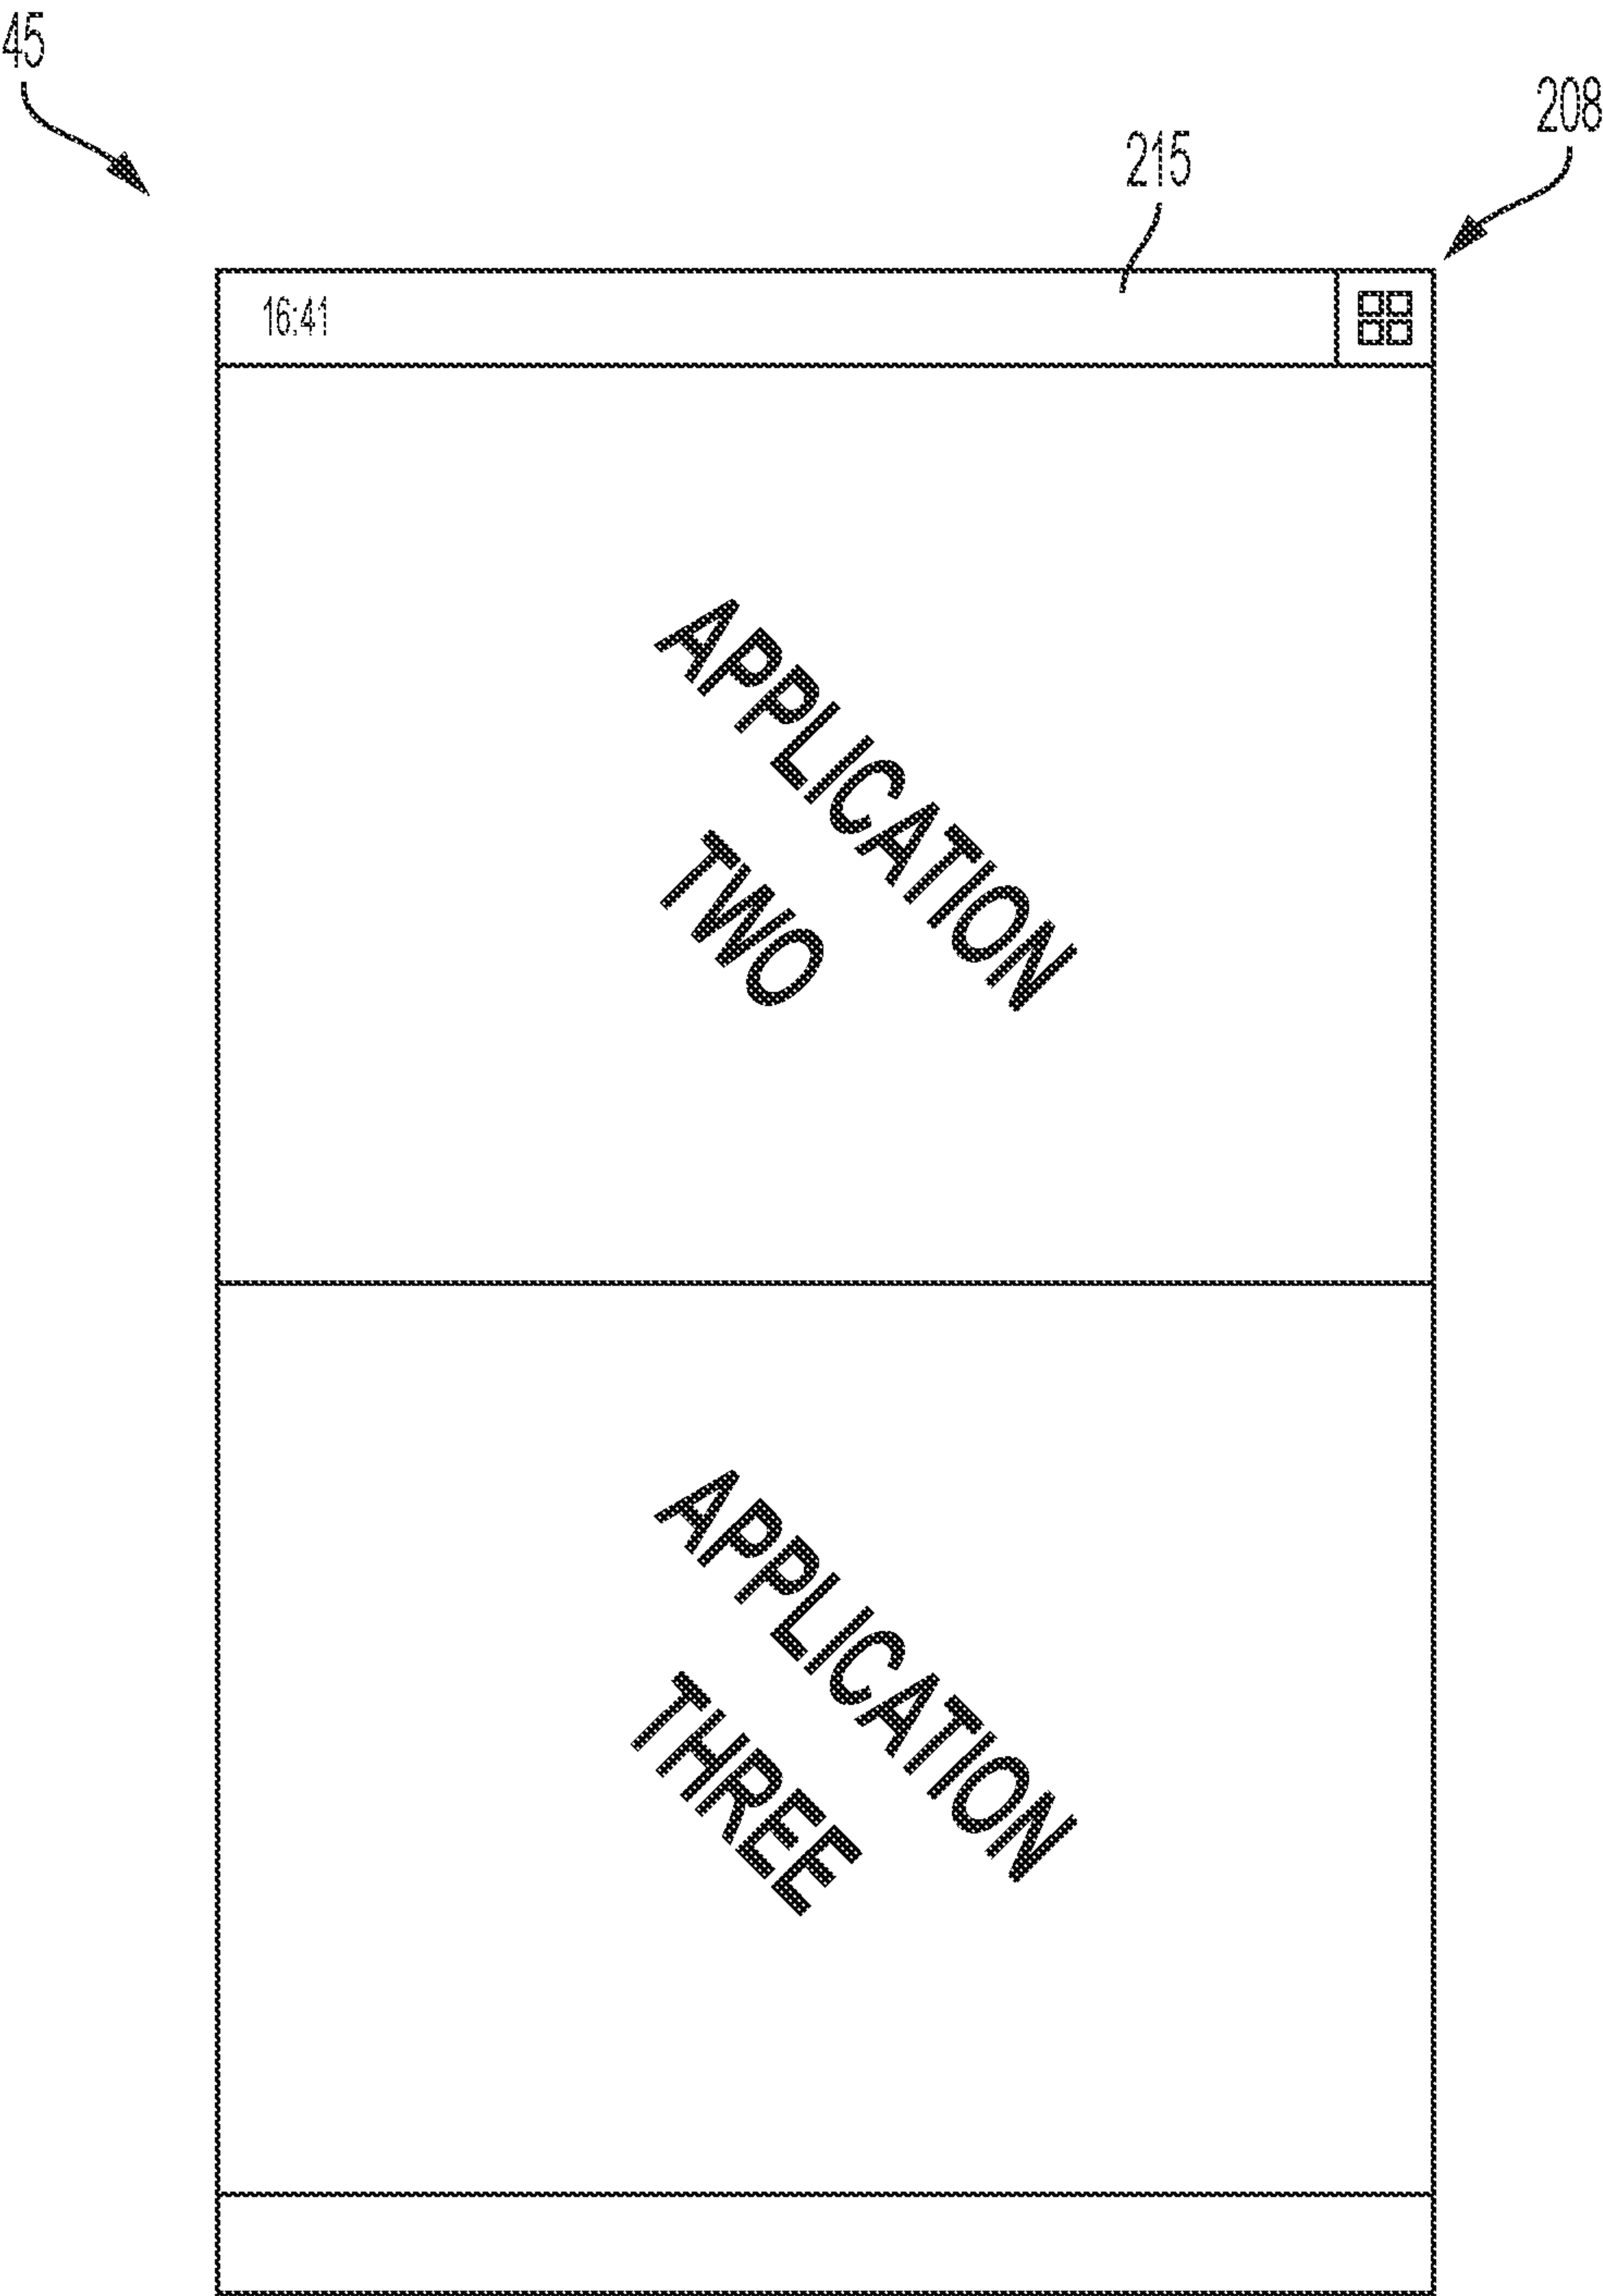 45
208
215
16:41
APPLICATION
TWO
APPLICATION
THREE